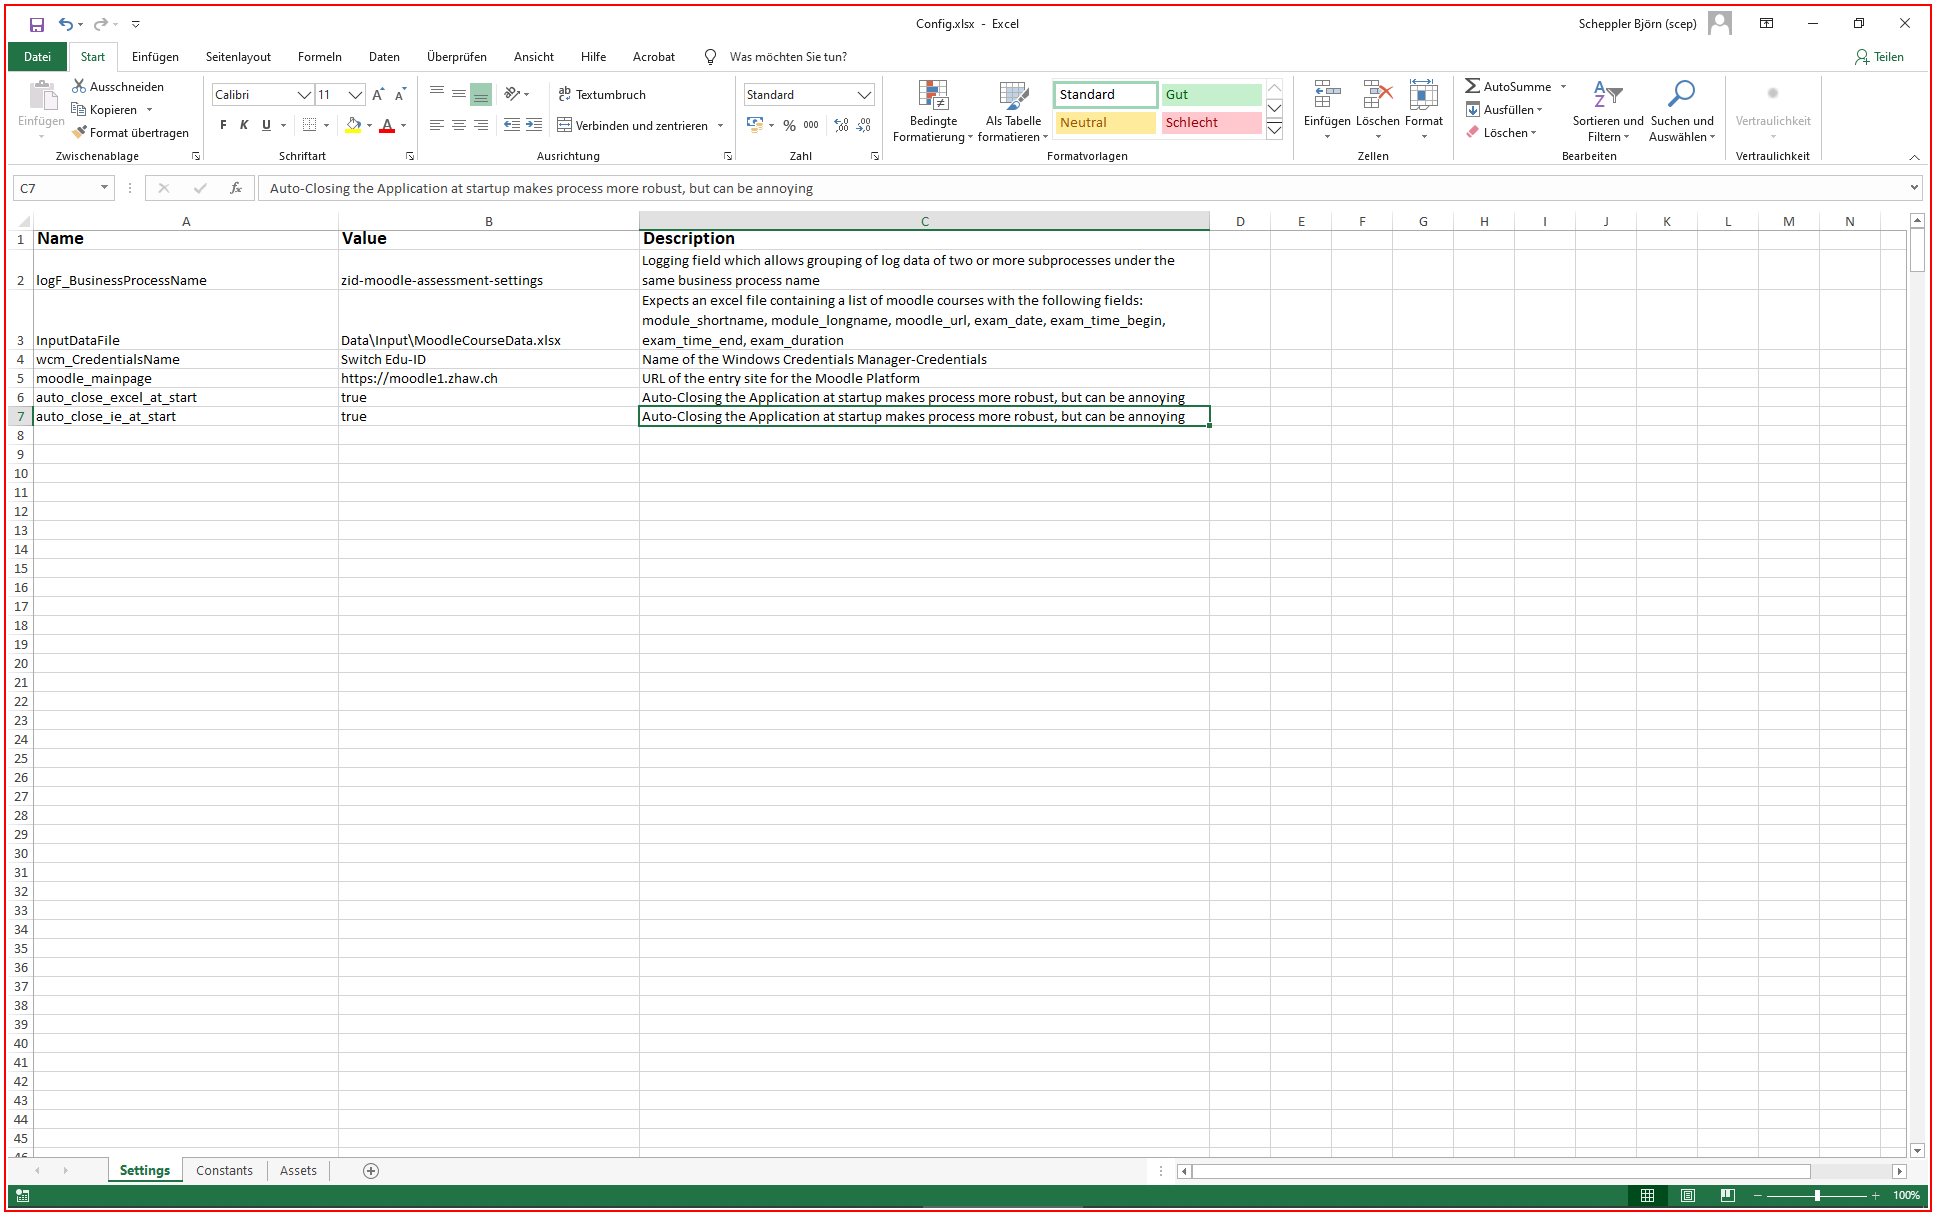 Config.xlsx - Excel
Scheppler Björn (scep)
Datei Start Einfügen Seitenlayout Formeln Daten Überprüfen Ansicht Hilfe Acrobat Was möchten Sie tun? Teilen
Einfügen
Ausschneiden
Kopieren
Format übertragen
Zwischenablage
Calibri 11
F K U
Schriftart
Textumbruch
Verbinden und zentrieren
Ausrichtung
Standard
% 000
Zahl
Bedingte Formatierung
Als Tabelle formatieren
Standard Gut
Neutral Schlecht
Formatvorlagen
Einfügen Löschen Format
Zellen
AutoSumme
Ausfüllen
Löschen
Sortieren und Filtern
Suchen und Auswählen
Bearbeiten
Vertraulichkeit
Vertraulichkeit
C7 fx Auto-Closing the Application at startup makes process more robust, but can be annoying
A B C D E F G H I J K L M N
1 Name Value Description
2 logF_BusinessProcessName zid-moodle-assessment-settings Logging field which allows grouping of log data of two or more subprocesses under the
same business process name
3 InputDataFile Data\Input\MoodleCourseData.xlsx Expects an excel file containing a list of moodle courses with the following fields:
module_shortname, module_longname, moodle_url, exam_date, exam_time_begin,
exam_time_end, exam_duration
4 wcm_CredentialsName Switch Edu-ID Name of the Windows Credentials Manager-Credentials
5 moodle_mainpage https://moodle1.zhaw.ch URL of the entry site for the Moodle Platform
6 auto_close_excel_at_start true Auto-Closing the Application at startup makes process more robust, but can be annoying
7 auto_close_ie_at_start true Auto-Closing the Application at startup makes process more robust, but can be annoying
8
9
10
11
12
13
14
15
16
17
18
19
20
21
22
23
24
25
26
27
28
29
30
31
32
33
34
35
36
37
38
39
40
41
42
43
44
45
46
Settings Constants Assets
100%